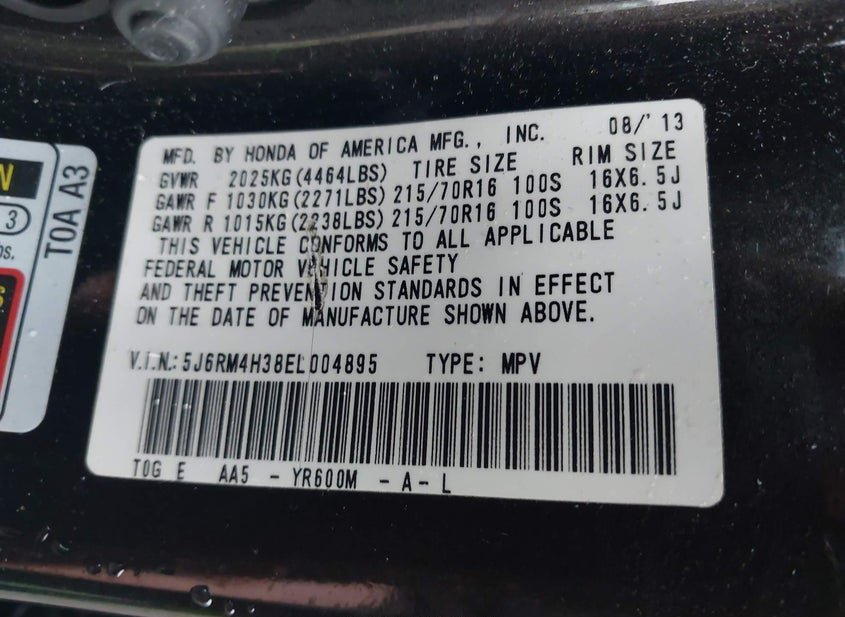 MFD. BY HONDA OF AMERICA MFG., INC. 08/'13
GVWR 2025KG(4464LBS) TIRE SIZE RIM SIZE
GAWR F 1030KG(2271LBS) 215/70R16 100S 16X6.5J
GAWR R 1015KG(2238LBS) 215/70R16 100S 16X6.5J
THIS VEHICLE CONFORMS TO ALL APPLICABLE
FEDERAL MOTOR VEHICLE SAFETY
AND THEFT PREVENTION STANDARDS IN EFFECT
ON THE DATE OF MANUFACTURE SHOWN ABOVE.
V.I.N.: 5J6RM4H38EL004895 TYPE: MPV
TOG E AA5 - YR600M - A - L
N
3
T0A A3